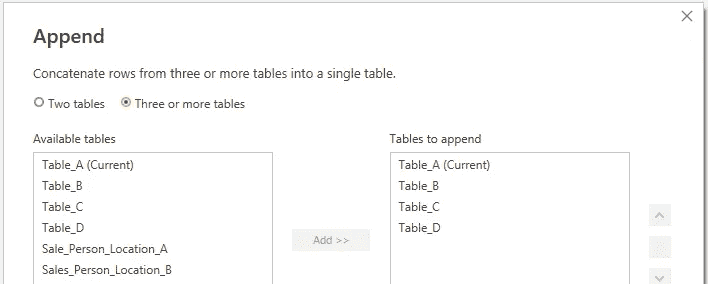 Append
Concatenate rows from three or more tables into a single table.
Two tables
Three or more tables
Available tables
Table_A (Current)
Table_B
Table_C
Table_D
Sale_Person_Location_A
Sales_Person_Location_B
Add >>
Tables to append
Table_A (Current)
Table_B
Table_C
Table_D